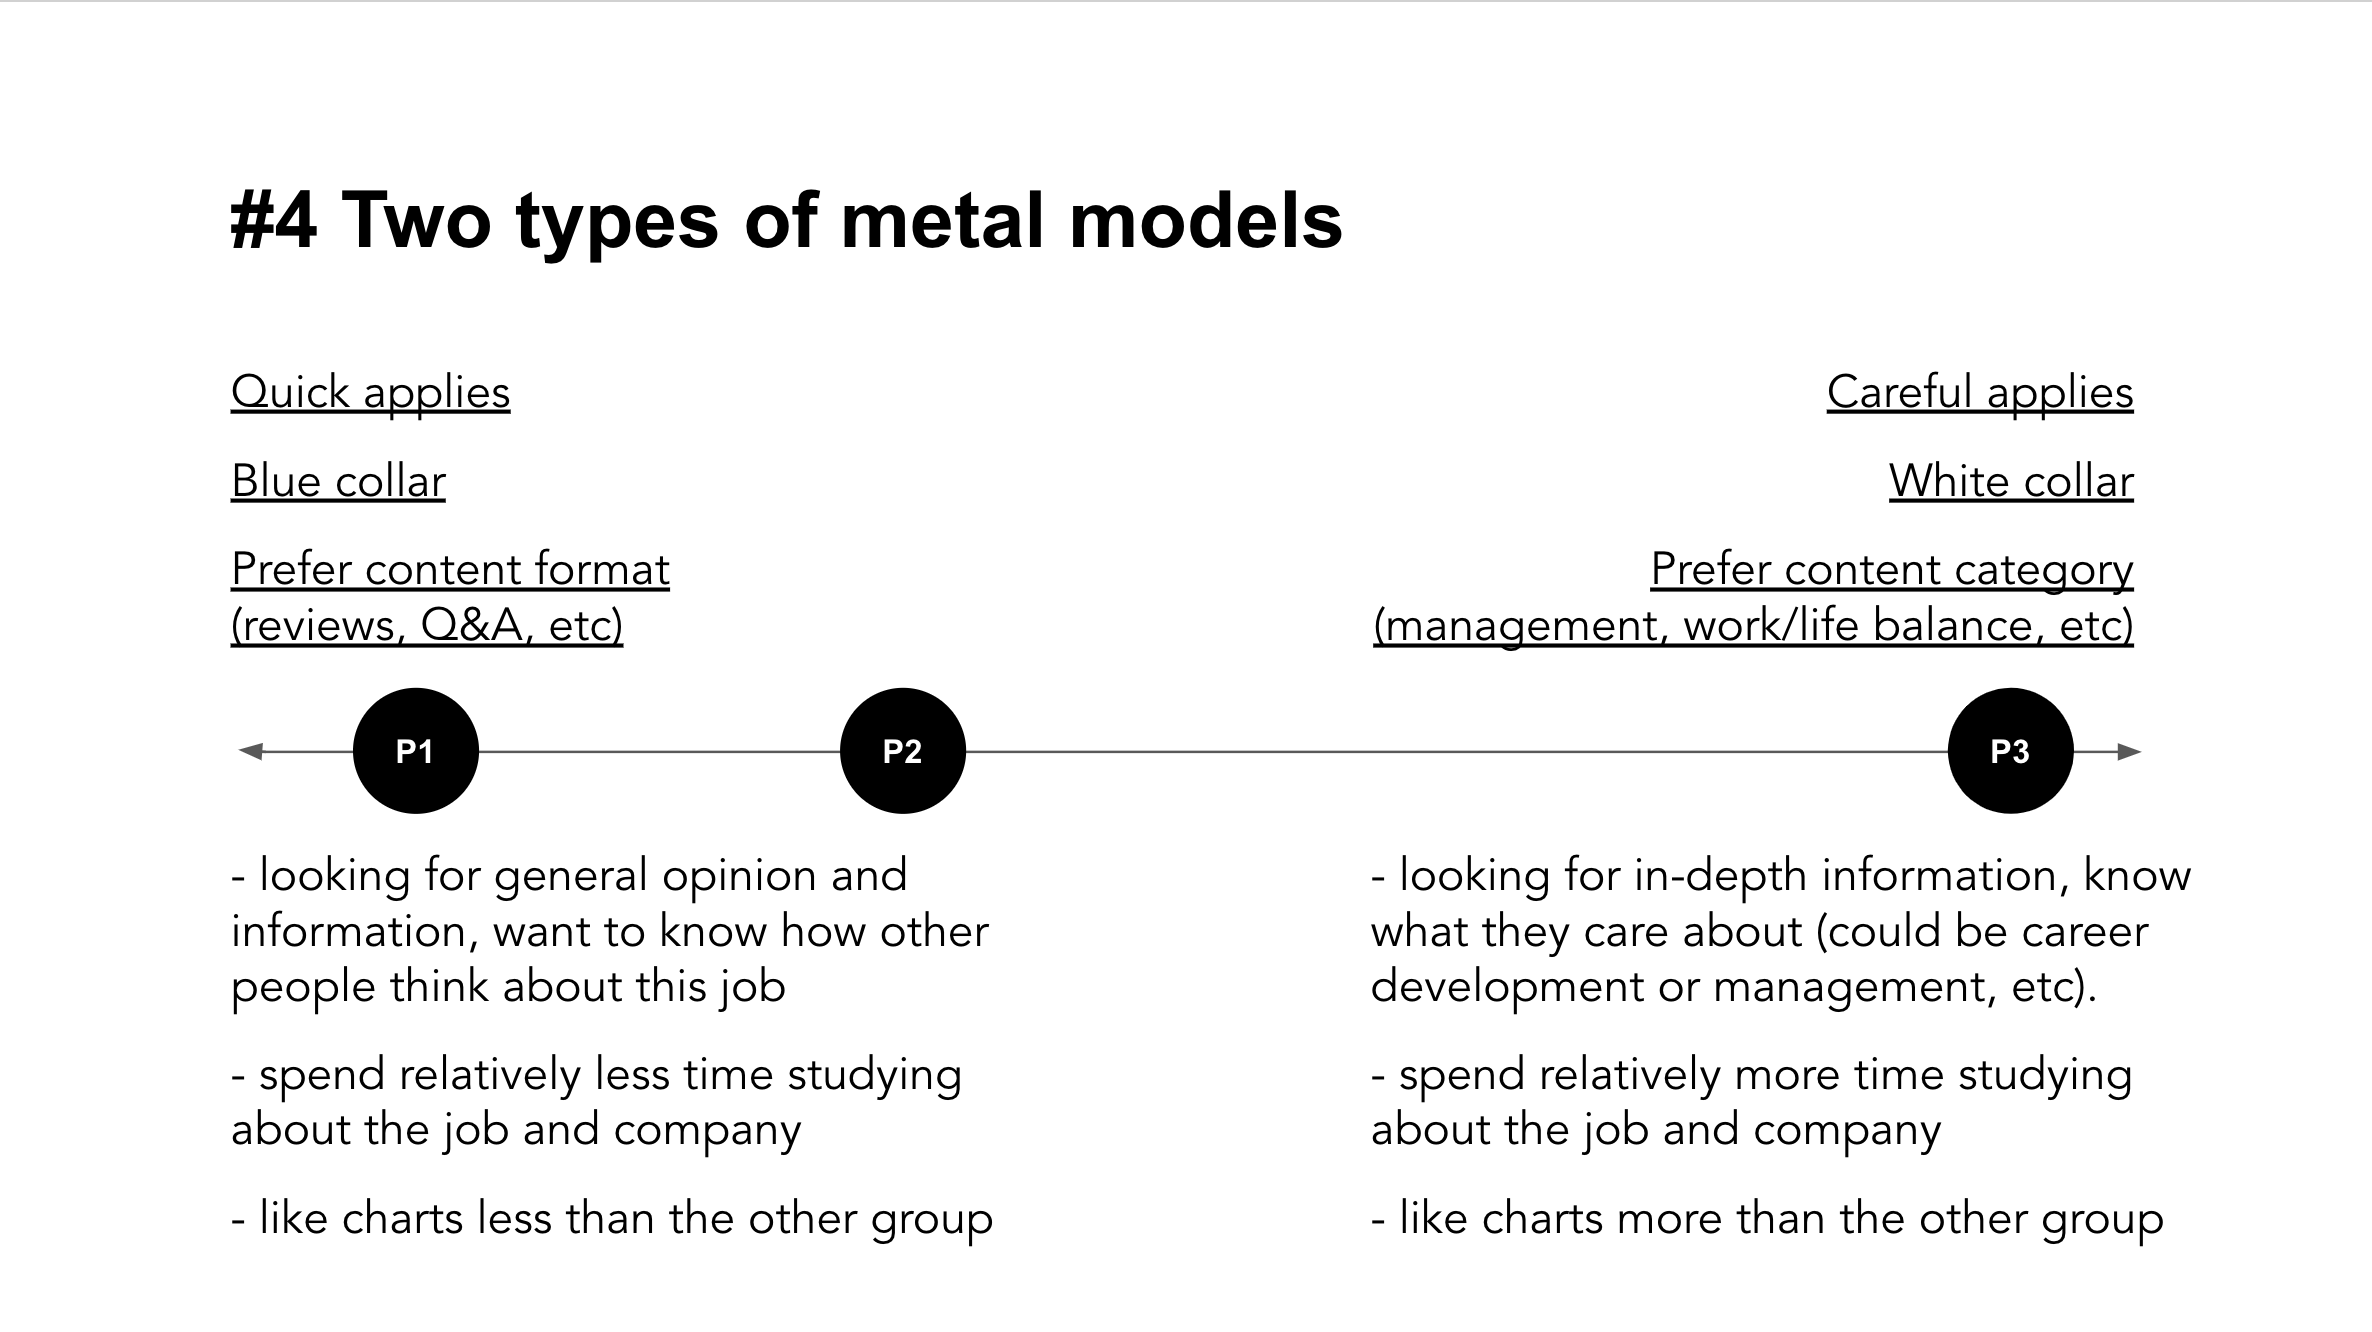 #4 Two types of metal models
Quick applies
Blue collar
Prefer content format
(reviews, Q&A, etc)
Careful applies
White collar
Prefer content category
(management, work/life balance, etc)
P1
P2
P3
- looking for general opinion and
information, want to know how other
people think about this job
- spend relatively less time studying
about the job and company
- like charts less than the other group
- looking for in-depth information, know
what they care about (could be career
development or management, etc).
- spend relatively more time studying
about the job and company
- like charts more than the other group